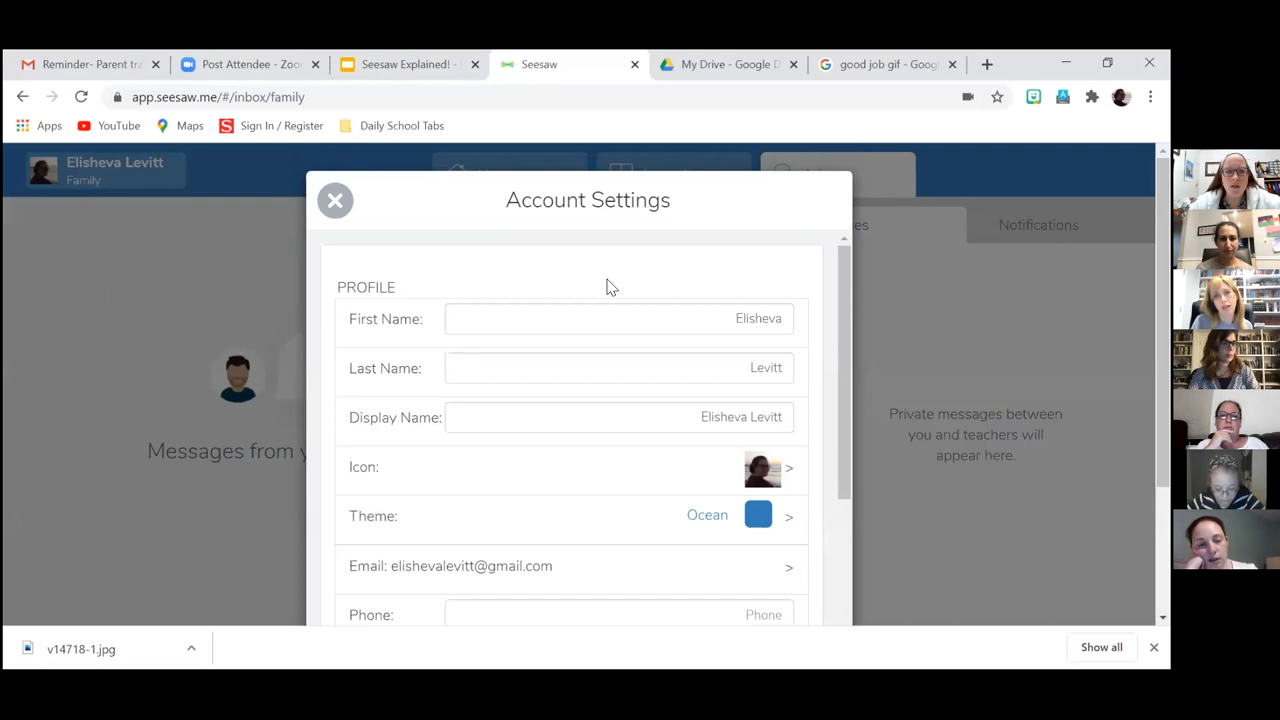 Reminder- Parent tra
Post Attendee - Zoo
Seesaw Explained! -
Seesaw
My Drive - Google D
good job gif - Goog
app.seesaw.me/#/inbox/family
Apps
YouTube
Maps
Sign In / Register
Daily School Tabs
Elisheva Levitt
Family
Account Settings
es
Notifications
PROFILE
First Name: Elisheva
Last Name: Levitt
Display Name: Elisheva Levitt
Icon: >
Theme: Ocean >
Email: elishevalevitt@gmail.com >
Phone: Phone
Messages from y
Private messages between
you and teachers will
appear here.
v14718-1.jpg
Show all